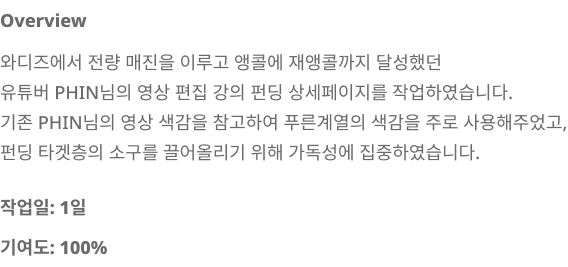 Overview
와디즈에서 전량 매진을 이루고 앵콜에 재앵콜까지 달성했던
유튜버 PHIN님의 영상 편집 강의 펀딩 상세페이지를 작업하였습니다.
기존 PHIN님의 영상 색감을 참고하여 푸른계열의 색감을 주로 사용해주었고,
펀딩 타겟층의 소구를 끌어올리기 위해 가독성에 집중하였습니다.
작업일: 1일
기여도: 100%